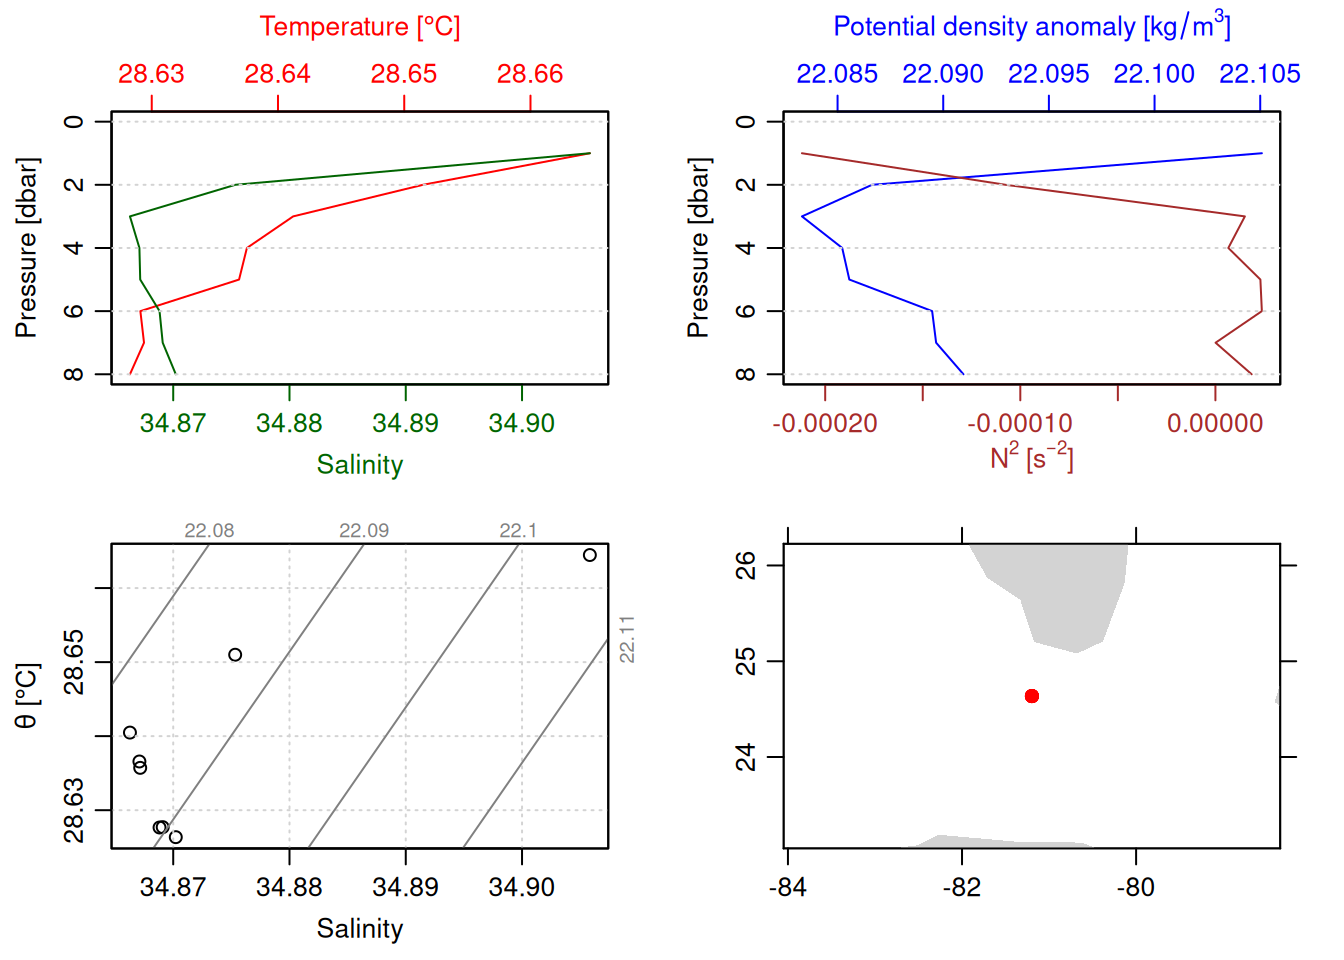 Temperature [°C]
28.63 28.64 28.65 28.66
0
2
4
6
8
Pressure [dbar]
34.87 34.88 34.89 34.90
Salinity
Potential density anomaly [kg/m³]
22.085 22.090 22.095 22.100 22.105
0
2
4
6
8
Pressure [dbar]
-0.00020 -0.00010 0.00000
N² [s⁻²]
22.08 22.09 22.1
22.11
28.65
28.63
θ [°C]
34.87 34.88 34.89 34.90
Salinity
26
25
24
-84 -82 -80